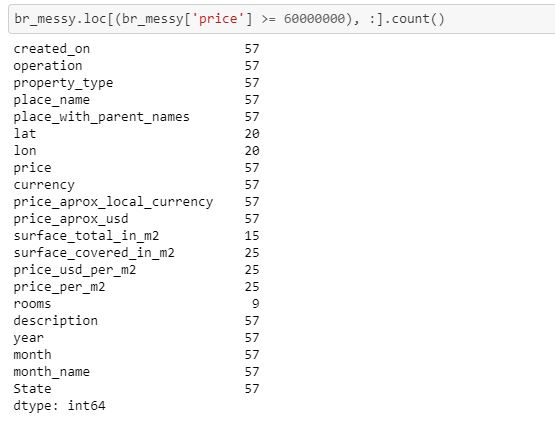 br_messy.loc[(br_messy['price'] >= 60000000), :].count()
created_on 57
operation 57
property_type 57
place_name 57
place_with_parent_names 57
lat 20
lon 20
price 57
currency 57
price_aprox_local_currency 57
price_aprox_usd 57
surface_total_in_m2 15
surface_covered_in_m2 25
price_usd_per_m2 25
price_per_m2 25
rooms 9
description 57
year 57
month 57
month_name 57
State 57
dtype: int64